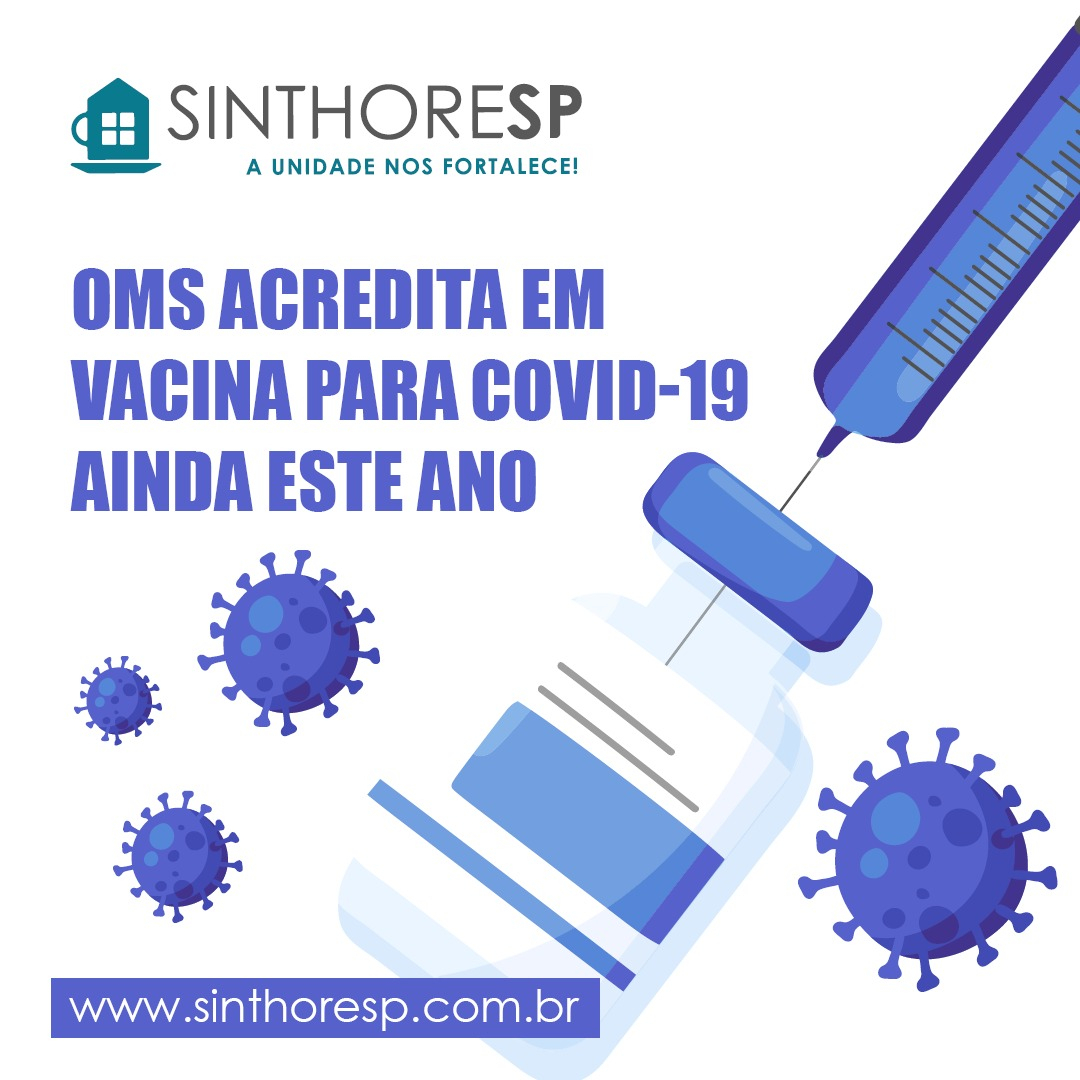 SINTHORESP
A UNIDADE NOS FORTALECE!
OMS ACREDITA EM
VACINA PARA COVID-19
AINDA ESTE ANO
www.sinthoresp.com.br